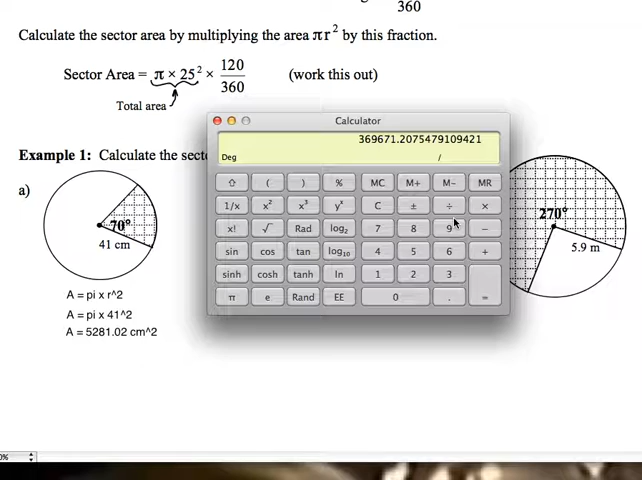 360
Calculate the sector area by multiplying the area πr² by this fraction.
Sector Area = π × 25² × 120/360 (work this out)
Total area
Calculator
369671.2075479109421
Deg /
Example 1: Calculate the sect
a)
70°
41 cm
A = pi x r^2
A = pi x 41^2
A = 5281.02 cm^2
( ) % MC M+ M− MR
1/x x² x³ yˣ C ± ÷ ×
x! √ Rad log₂ 7 8 9 −
sin cos tan log₁₀ 4 5 6 +
sinh cosh tanh ln 1 2 3 =
π e Rand EE 0 .
270°
5.9 m
0%